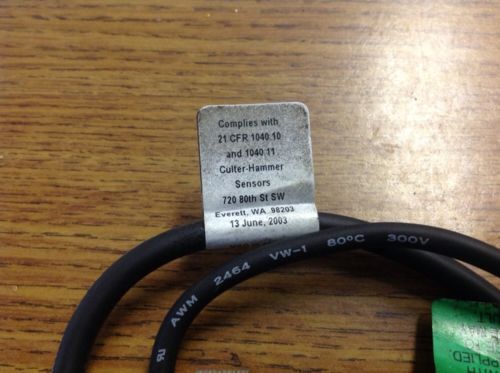 Complies with
21 CFR 1040.10
and 1040.11
Culter-Hammer
Sensors
720 80th St SW
Everett, WA 98203
13 June, 2003
AWM 2464 VW-1 80°C 300V
PLIED.